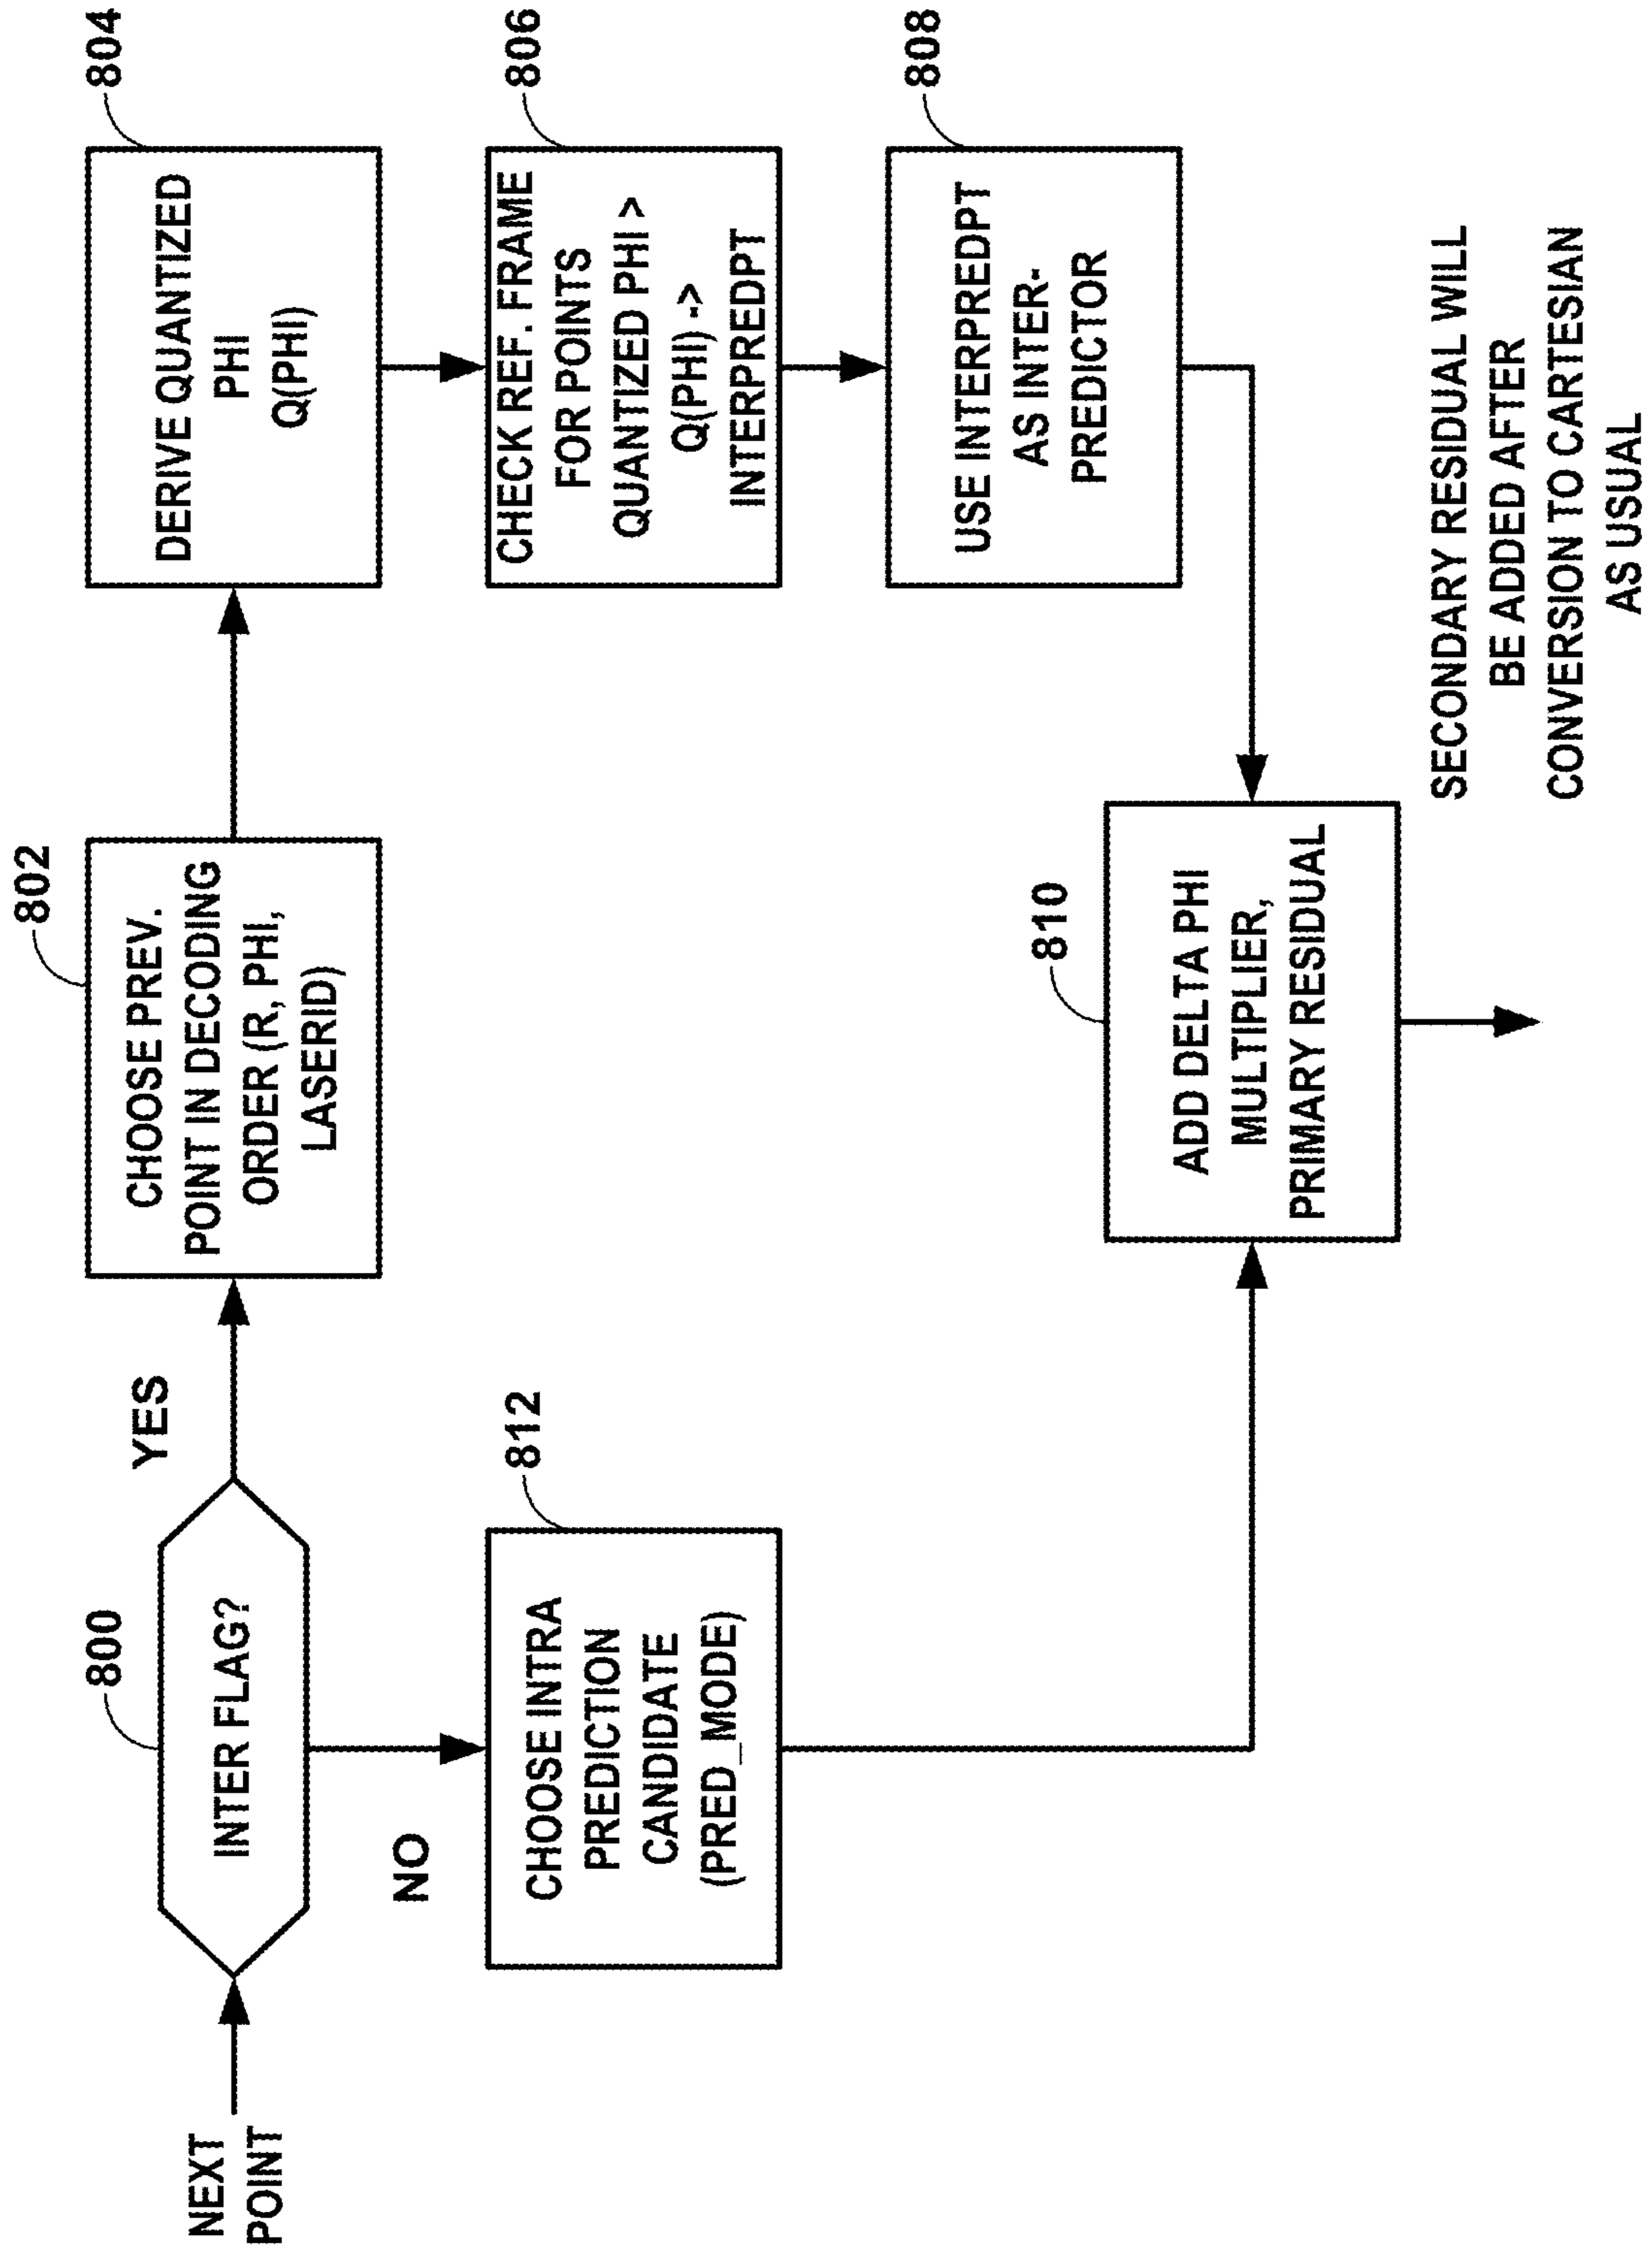 NEXT
POINT
800
INTER FLAG?
YES
NO
802
CHOOSE PREV.
POINT IN DECODING
ORDER (R, PHI,
LASERID)
804
DERIVE QUANTIZED
PHI
Q(PHI)
806
CHECK REF. FRAME
FOR POINTS
QUANTIZED PHI >
Q(PHI) ->
INTERPREDPT
808
USE INTERPREDPT
AS INTER-
PREDICTOR
812
CHOOSE INTRA
PREDICTION
CANDIDATE
(PRED_MODE)
810
ADD DELTA PHI
MULTIPLIER,
PRIMARY RESIDUAL
SECONDARY RESIDUAL WILL
BE ADDED AFTER
CONVERSION TO CARTESIAN
AS USUAL